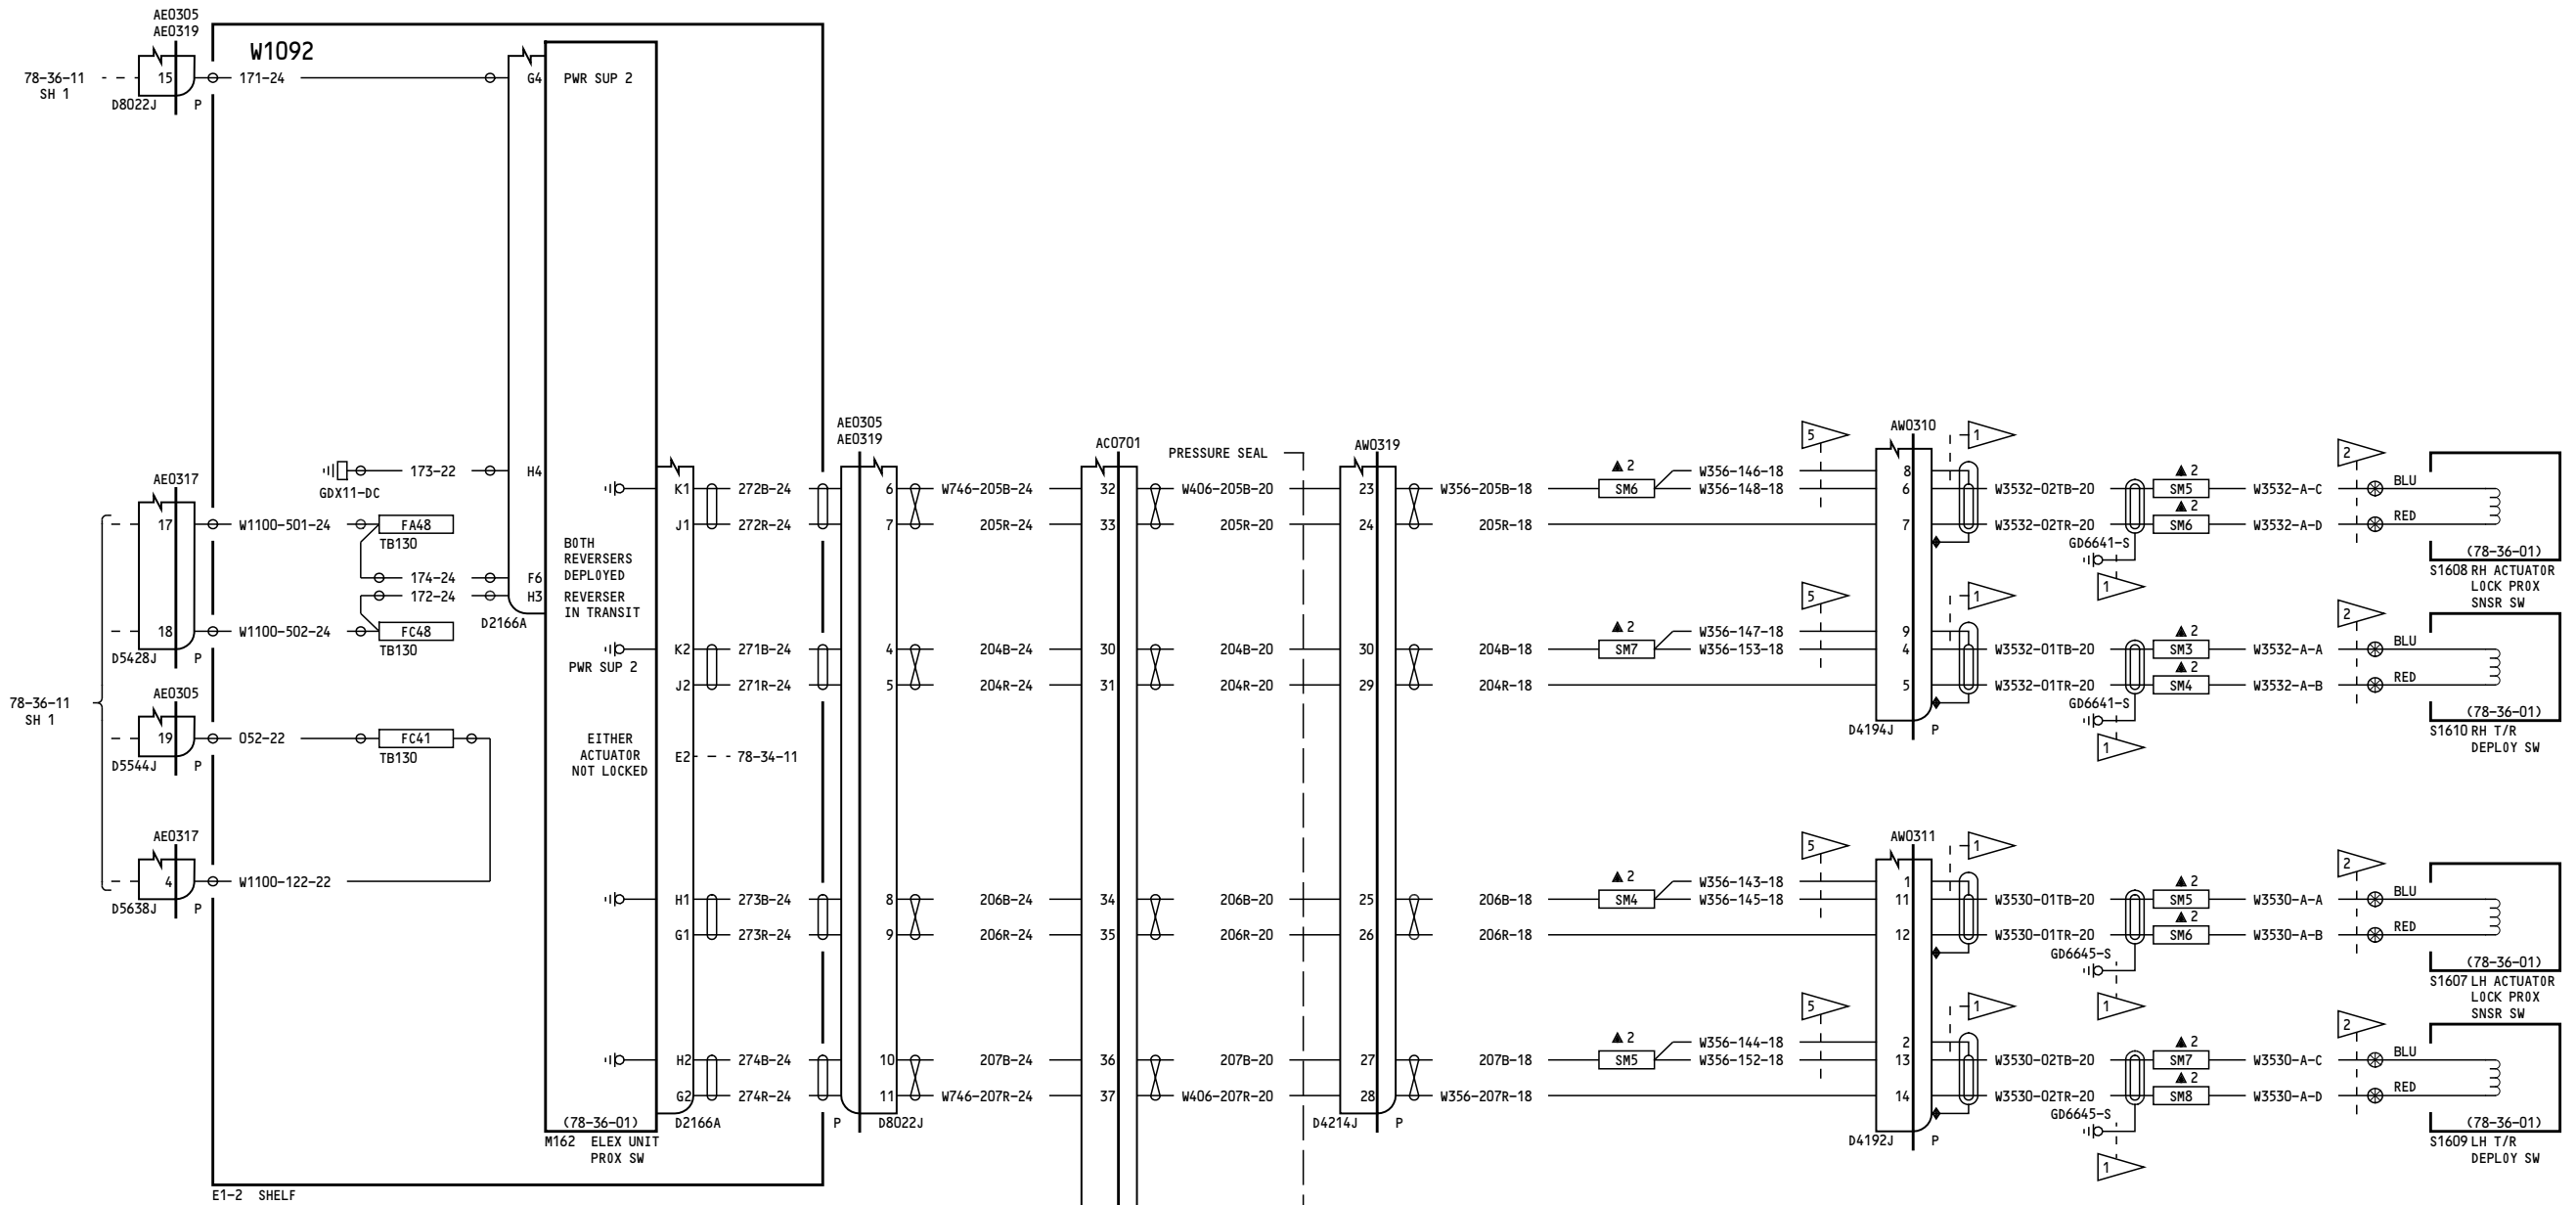 AE0305
AE0319
W1092
78-36-11
SH 1
15
D8022J
P
171-24
G4
PWR SUP 2
AE0317
17
W1100-501-24
FA48
TB130
GDX11-DC
173-22
H4
174-24
F6
172-24
H3
D2166A
BOTH
REVERSERS
DEPLOYED
REVERSER
IN TRANSIT
18
W1100-502-24
FC48
TB130
D5428J
P
PWR SUP 2
78-36-11
SH 1
AE0305
19
052-22
FC41
TB130
D5544J
P
EITHER
ACTUATOR
NOT LOCKED
E2
78-34-11
AE0317
4
W1100-122-22
D5638J
P
(78-36-01)
M162 ELEX UNIT
PROX SW
D2166A
E1-2 SHELF
AE0305
AE0319
AC0701
PRESSURE SEAL
AW0319
5
AW0310
1
2
K1
272B-24
6
W746-205B-24
32
W406-205B-20
23
W356-205B-18
▲ 2
SM6
W356-146-18
W356-148-18
8
6
W3532-02TB-20
▲ 2
SM5
W3532-A-C
BLU
J1
272R-24
7
205R-24
33
205R-20
24
205R-18
7
W3532-02TR-20
▲ 2
SM6
W3532-A-D
RED
GD6641-S
1
(78-36-01)
S1608 RH ACTUATOR
LOCK PROX
SNSR SW
5
1
2
K2
271B-24
4
204B-24
30
204B-20
30
204B-18
▲ 2
SM7
W356-147-18
W356-153-18
9
4
W3532-01TB-20
▲ 2
SM3
W3532-A-A
BLU
J2
271R-24
5
204R-24
31
204R-20
29
204R-18
5
W3532-01TR-20
▲ 2
SM4
W3532-A-B
RED
GD6641-S
1
D4194J
P
(78-36-01)
S1610 RH T/R
DEPLOY SW
5
AW0311
1
2
H1
273B-24
8
206B-24
34
206B-20
25
206B-18
▲ 2
SM4
W356-143-18
W356-145-18
1
11
W3530-01TB-20
▲ 2
SM5
W3530-A-A
BLU
G1
273R-24
9
206R-24
35
206R-20
26
206R-18
12
W3530-01TR-20
▲ 2
SM6
W3530-A-B
RED
GD6645-S
1
(78-36-01)
S1607 LH ACTUATOR
LOCK PROX
SNSR SW
5
1
2
H2
274B-24
10
207B-24
36
207B-20
27
207B-18
▲ 2
SM5
W356-144-18
W356-152-18
2
13
W3530-02TB-20
▲ 2
SM7
W3530-A-C
BLU
G2
274R-24
11
W746-207R-24
37
W406-207R-20
28
W356-207R-18
14
W3530-02TR-20
▲ 2
SM8
W3530-A-D
RED
P
D8022J
D4214J
P
D4192J
P
GD6645-S
1
(78-36-01)
S1609 LH T/R
DEPLOY SW